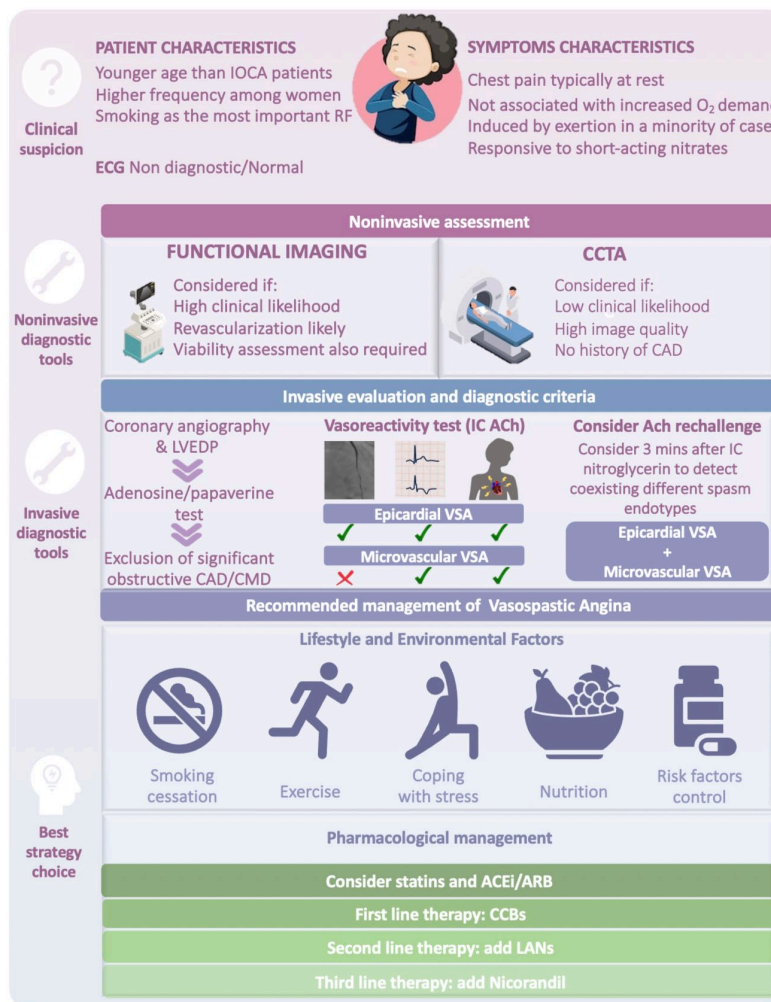 PATIENT CHARACTERISTICS
Younger age than IOCA patients
Higher frequency among women
Smoking as the most important RF
ECG Non diagnostic/Normal
SYMPTOMS CHARACTERISTICS
Chest pain typically at rest
Not associated with increased O₂ deman
Induced by exertion in a minority of case
Responsive to short-acting nitrates
?
Clinical
suspicion
Noninvasive assessment
FUNCTIONAL IMAGING
Considered if:
High clinical likelihood
Revascularization likely
Viability assessment also required
CCTA
Considered if:
Low clinical likelihood
High image quality
No history of CAD
Noninvasive
diagnostic
tools
Invasive evaluation and diagnostic criteria
Coronary angiography
& LVEDP
Adenosine/papaverine
test
Exclusion of significant
obstructive CAD/CMD
Vasoreactivity test (IC ACh)
Epicardial VSA
Microvascular VSA
Consider Ach rechallenge
Consider 3 mins after IC
nitroglycerin to detect
coexisting different spasm
endotypes
Epicardial VSA
+
Microvascular VSA
Invasive
diagnostic
tools
Recommended management of Vasospastic Angina
Lifestyle and Environmental Factors
Smoking
cessation
Exercise
Coping
with stress
Nutrition
Risk factors
control
Best
strategy
choice
Pharmacological management
Consider statins and ACEi/ARB
First line therapy: CCBs
Second line therapy: add LANs
Third line therapy: add Nicorandil